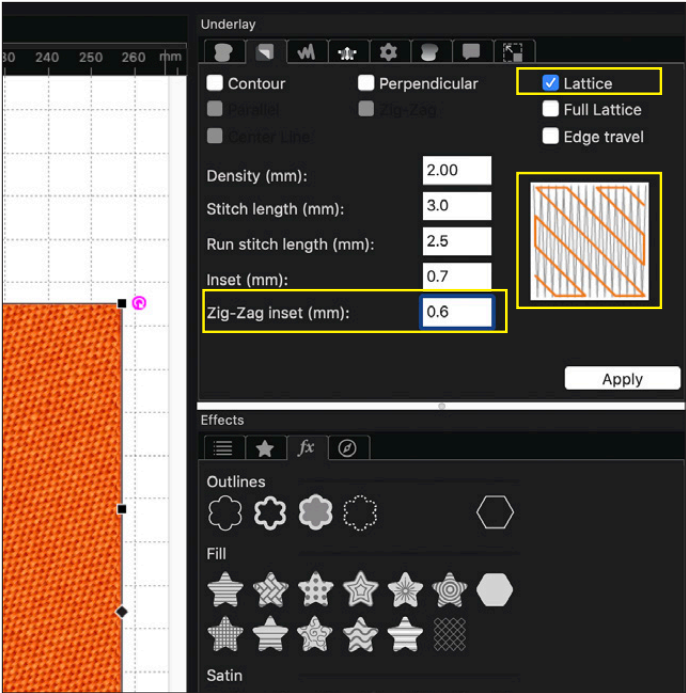 Underlay
30 240 250 260 mm
Contour Perpendicular Lattice
Parallel Zig-Zag Full Lattice
Center Line Edge travel
Density (mm): 2.00
Stitch length (mm): 3.0
Run stitch length (mm): 2.5
Inset (mm): 0.7
Zig-Zag inset (mm): 0.6
Apply
Effects
fx
Outlines
Fill
Satin